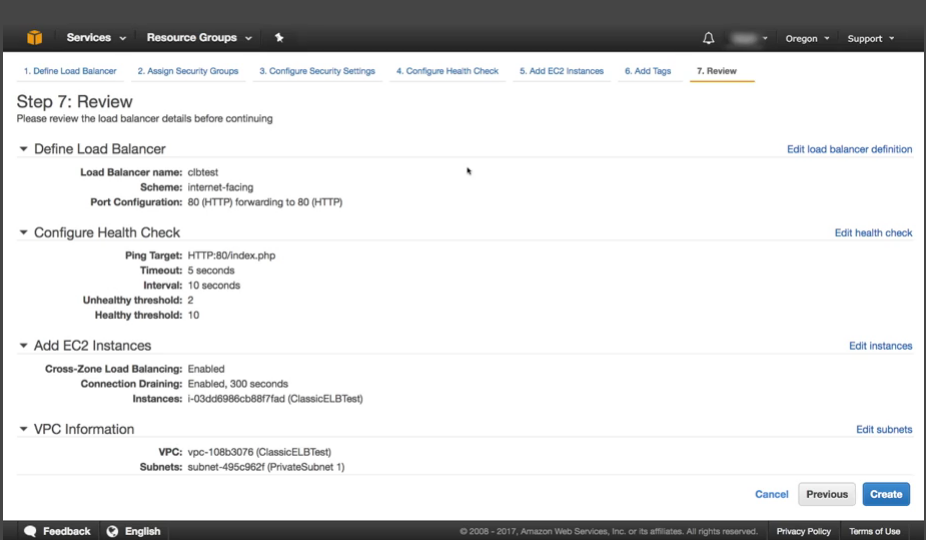 Services Resource Groups Oregon Support
1. Define Load Balancer 2. Assign Security Groups 3. Configure Security Settings 4. Configure Health Check 5. Add EC2 Instances 6. Add Tags 7. Review
Step 7: Review
Please review the load balancer details before continuing
Define Load Balancer Edit load balancer definition
Load Balancer name: clbtest
Scheme: internet-facing
Port Configuration: 80 (HTTP) forwarding to 80 (HTTP)
Configure Health Check Edit health check
Ping Target: HTTP:80/index.php
Timeout: 5 seconds
Interval: 10 seconds
Unhealthy threshold: 2
Healthy threshold: 10
Add EC2 Instances Edit instances
Cross-Zone Load Balancing: Enabled
Connection Draining: Enabled, 300 seconds
Instances: i-03dd6986cb88f7fad (ClassicELBTest)
VPC Information Edit subnets
VPC: vpc-108b3076 (ClassicELBTest)
Subnets: subnet-495c962f (PrivateSubnet 1)
Cancel Previous Create
Feedback English © 2008 - 2017, Amazon Web Services, Inc. or its affiliates. All rights reserved. Privacy Policy Terms of Use